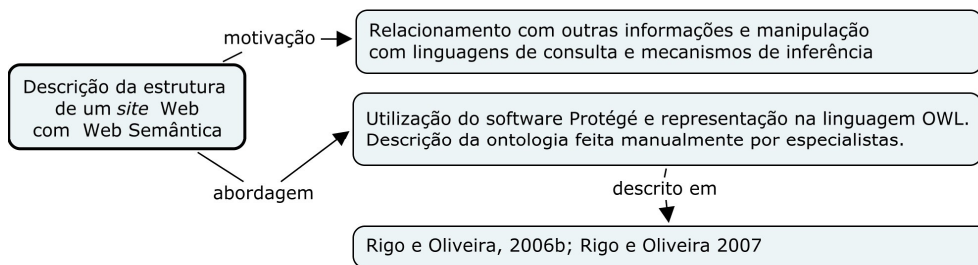 motivação
Relacionamento com outras informações e manipulação
com linguagens de consulta e mecanismos de inferência
Descrição da estrutura
de um site Web
com Web Semântica
Utilização do software Protégé e representação na linguagem OWL.
Descrição da ontologia feita manualmente por especialistas.
abordagem
descrito em
Rigo e Oliveira, 2006b; Rigo e Oliveira 2007